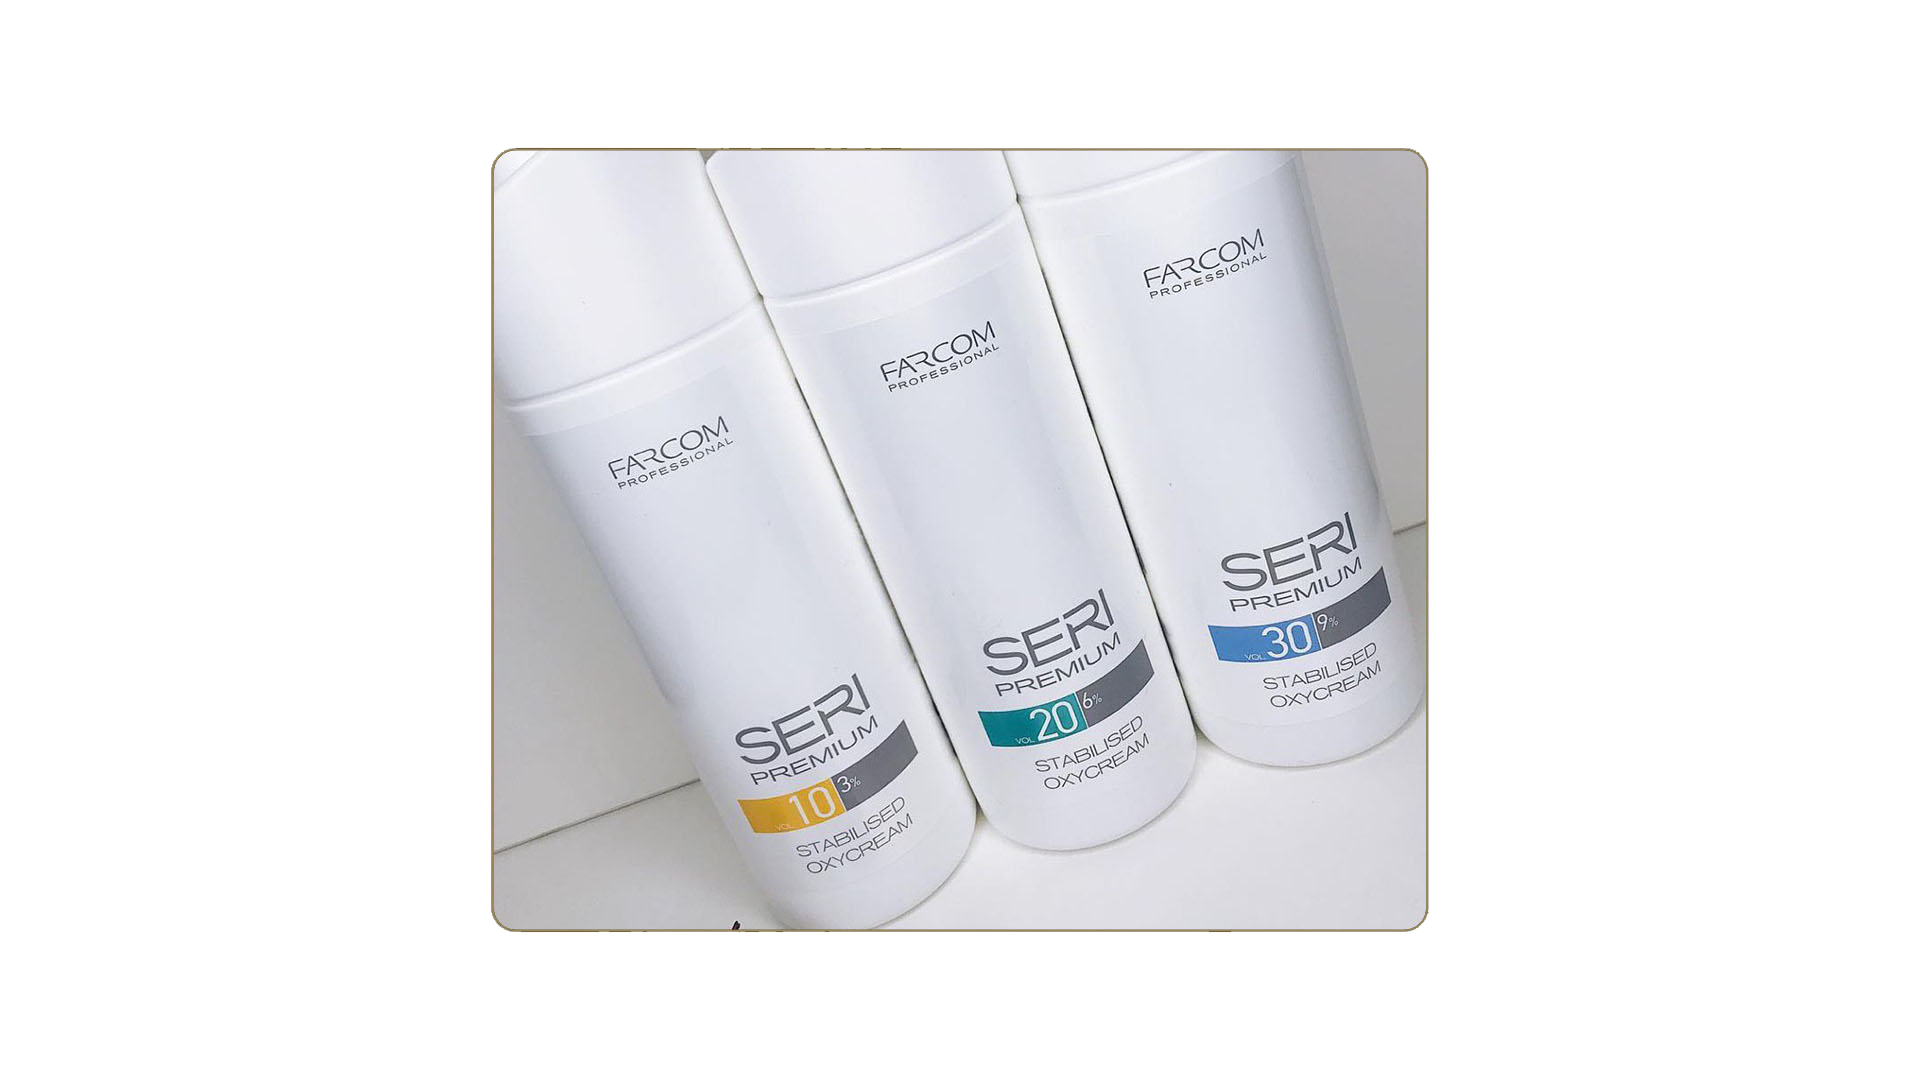 FARCOM
PROFESSIONAL
SERI
PREMIUM
VOL. 10 3%
STABILISED
OXYCREAM
FARCOM
PROFESSIONAL
SERI
PREMIUM
VOL. 20 6%
STABILISED
OXYCREAM
FARCOM
PROFESSIONAL
SERI
PREMIUM
VOL. 30 9%
STABILISED
OXYCREAM